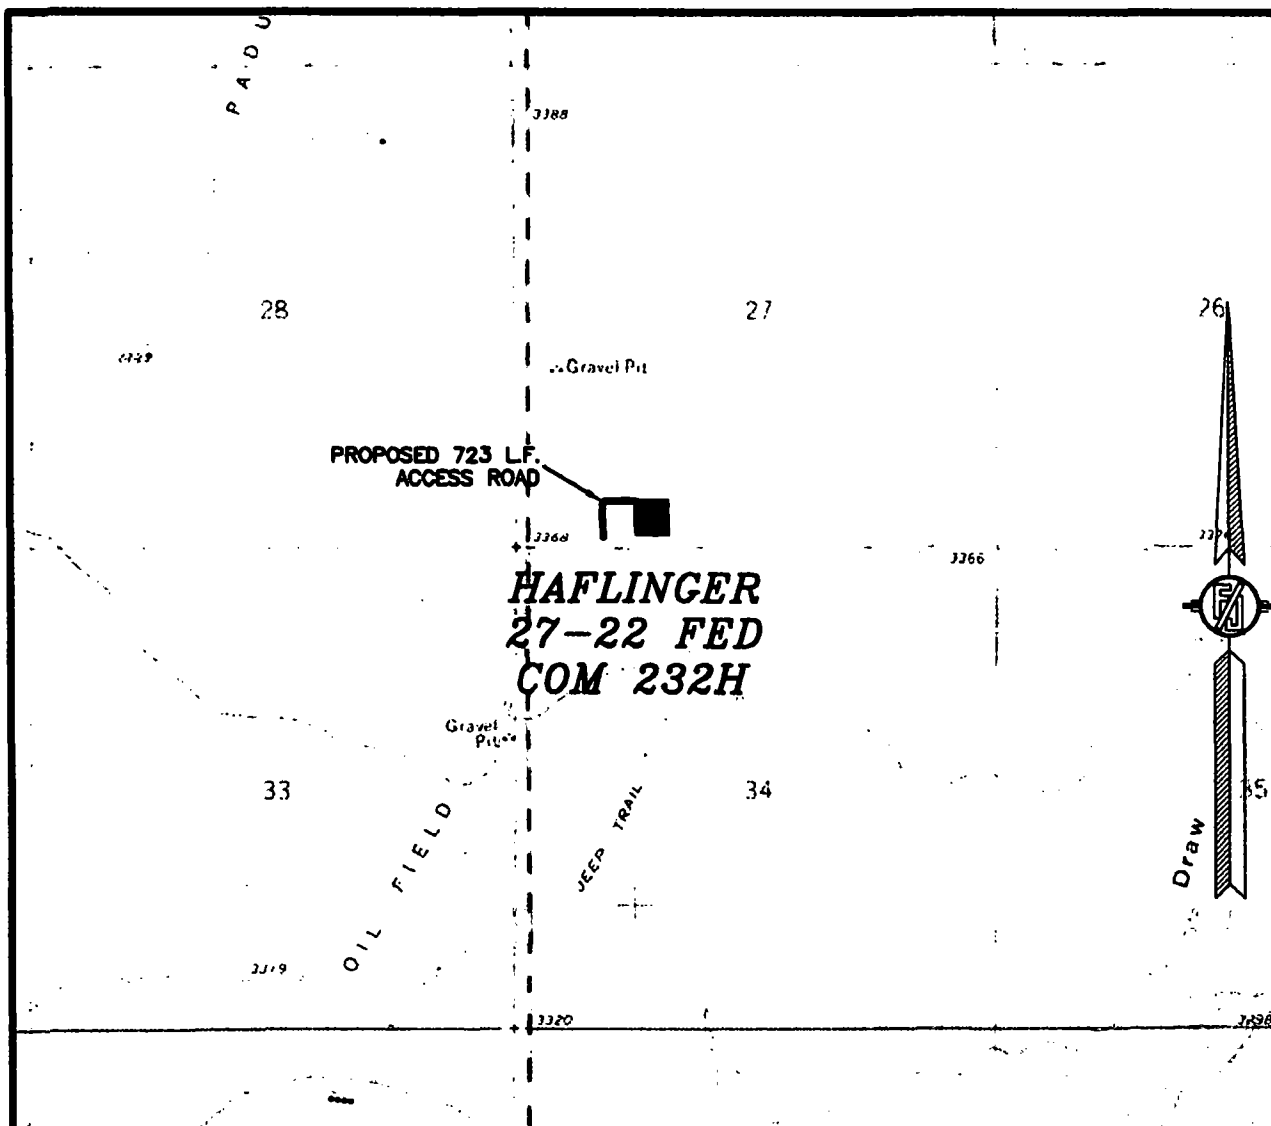 PADU
3388
28
27
26
Gravel Pit
PROPOSED 723 L.F.
ACCESS ROAD
3368
3366
HAFLINGER
27-22 FED
COM 232H
Gravel
Pit
33
34
35
JEEP TRAIL
OIL FIELD
Draw
3320